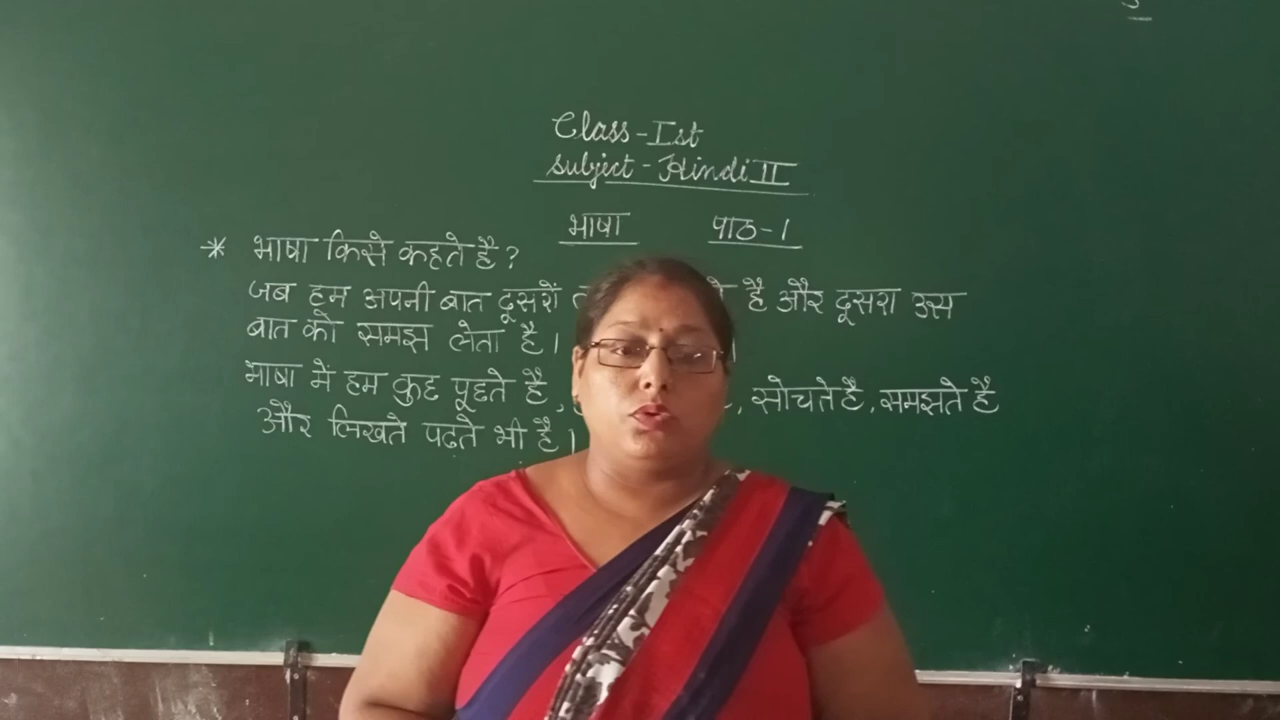 Class-Ist
Subject-Hindi II
भाषा पाठ-1
* भाषा किसे कहते है?
जब हम अपनी बात दूसरों है और दूसरा उस
बात को समझ लेता है।
भाषा में हम कुछ पूछते है, सोचते है, समझते है
और लिखते पढते भी है।